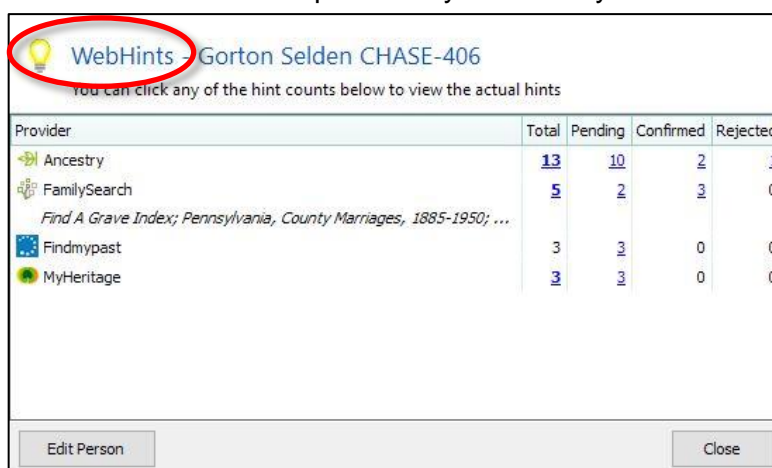 WebHints - Gorton Selden CHASE-406
You can click any of the hint counts below to view the actual hints
Provider Total Pending Confirmed Rejected
Ancestry 13 10 2
FamilySearch 5 2 3 0
Find A Grave Index; Pennsylvania, County Marriages, 1885-1950; ...
Findmypast 3 3 0 0
MyHeritage 3 3 0 0
Edit Person Close